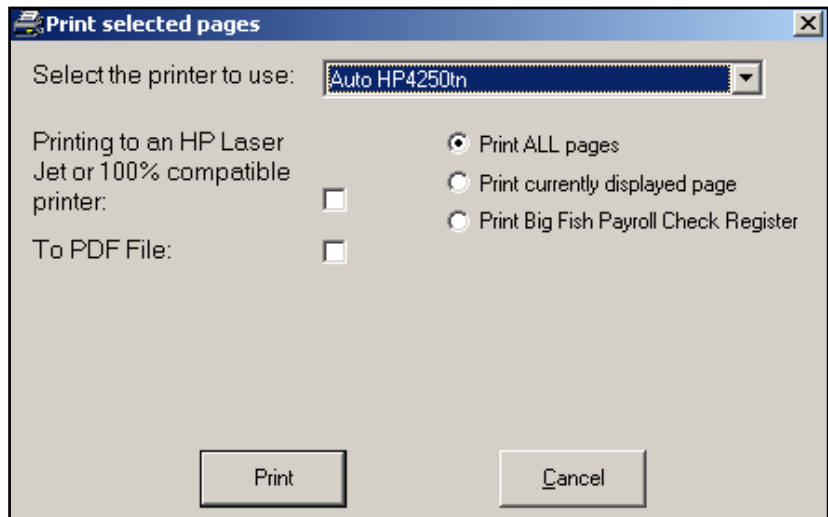 Print selected pages
Select the printer to use:
Auto HP4250tn
Printing to an HP Laser
Jet or 100% compatible
printer:
To PDF File:
Print ALL pages
Print currently displayed page
Print Big Fish Payroll Check Register
Print
Cancel